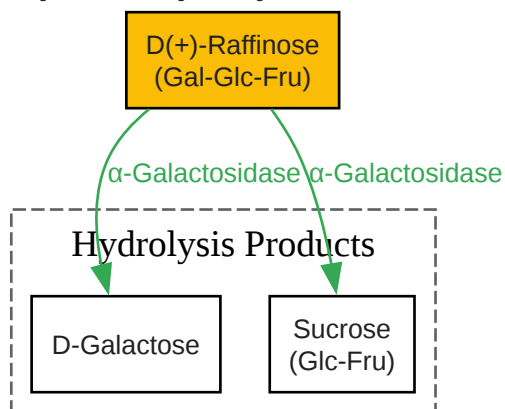 D(+)-Raffinose
(Gal-Glc-Fru)
α-Galactosidase α-Galactosidase
Hydrolysis Products
D-Galactose
Sucrose
(Glc-Fru)